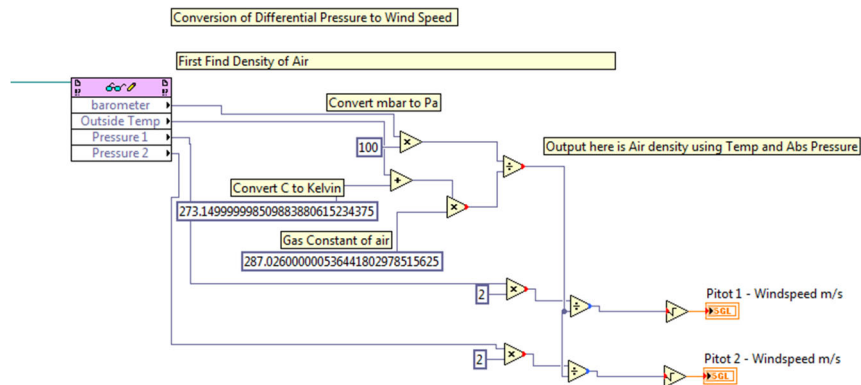 Conversion of Differential Pressure to Wind Speed
First Find Density of Air
barometer
Outside Temp
Pressure 1
Pressure 2
Convert mbar to Pa
100
Output here is Air density using Temp and Abs Pressure
Convert C to Kelvin
273.149999998509883880615234375
Gas Constant of air
287.02600000053644180297851​5625
2
Pitot 1 - Windspeed m/s
SGL
2
Pitot 2 - Windspeed m/s
SGL